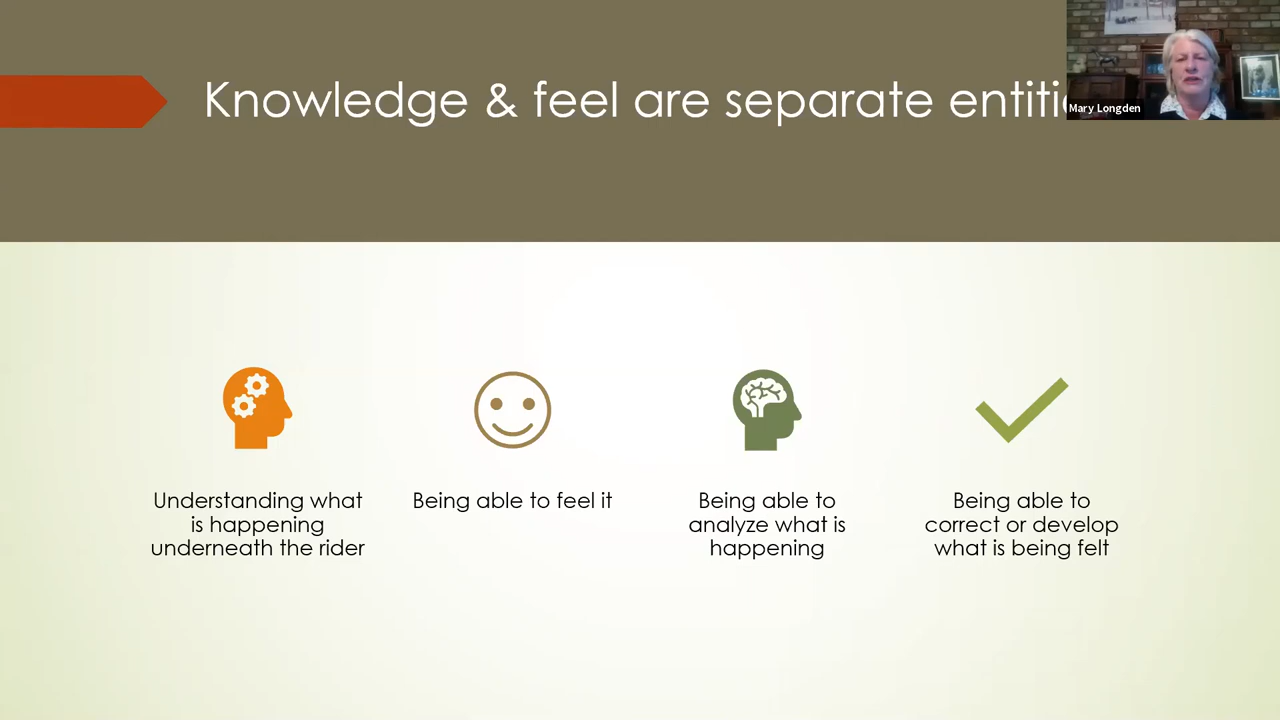 Knowledge & feel are separate
Mary Longden
Understanding what
is happening
underneath the rider
Being able to feel it
Being able to
analyze what is
happening
Being able to
correct or develop
what is being felt